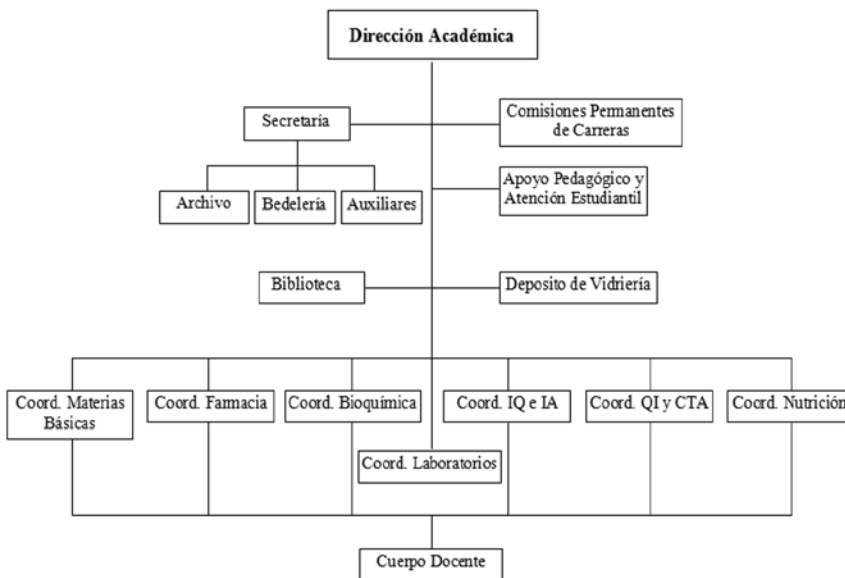 Dirección Académica
Secretaría
Comisiones Permanentes
de Carreras
Archivo
Bedelería
Auxiliares
Apoyo Pedagógico y
Atención Estudiantil
Biblioteca
Deposito de Vidriería
Coord. Materias
Básicas
Coord. Farmacia
Coord. Bioquímica
Coord. IQ e IA
Coord. QI y CTA
Coord. Nutrición
Coord. Laboratorios
Cuerpo Docente